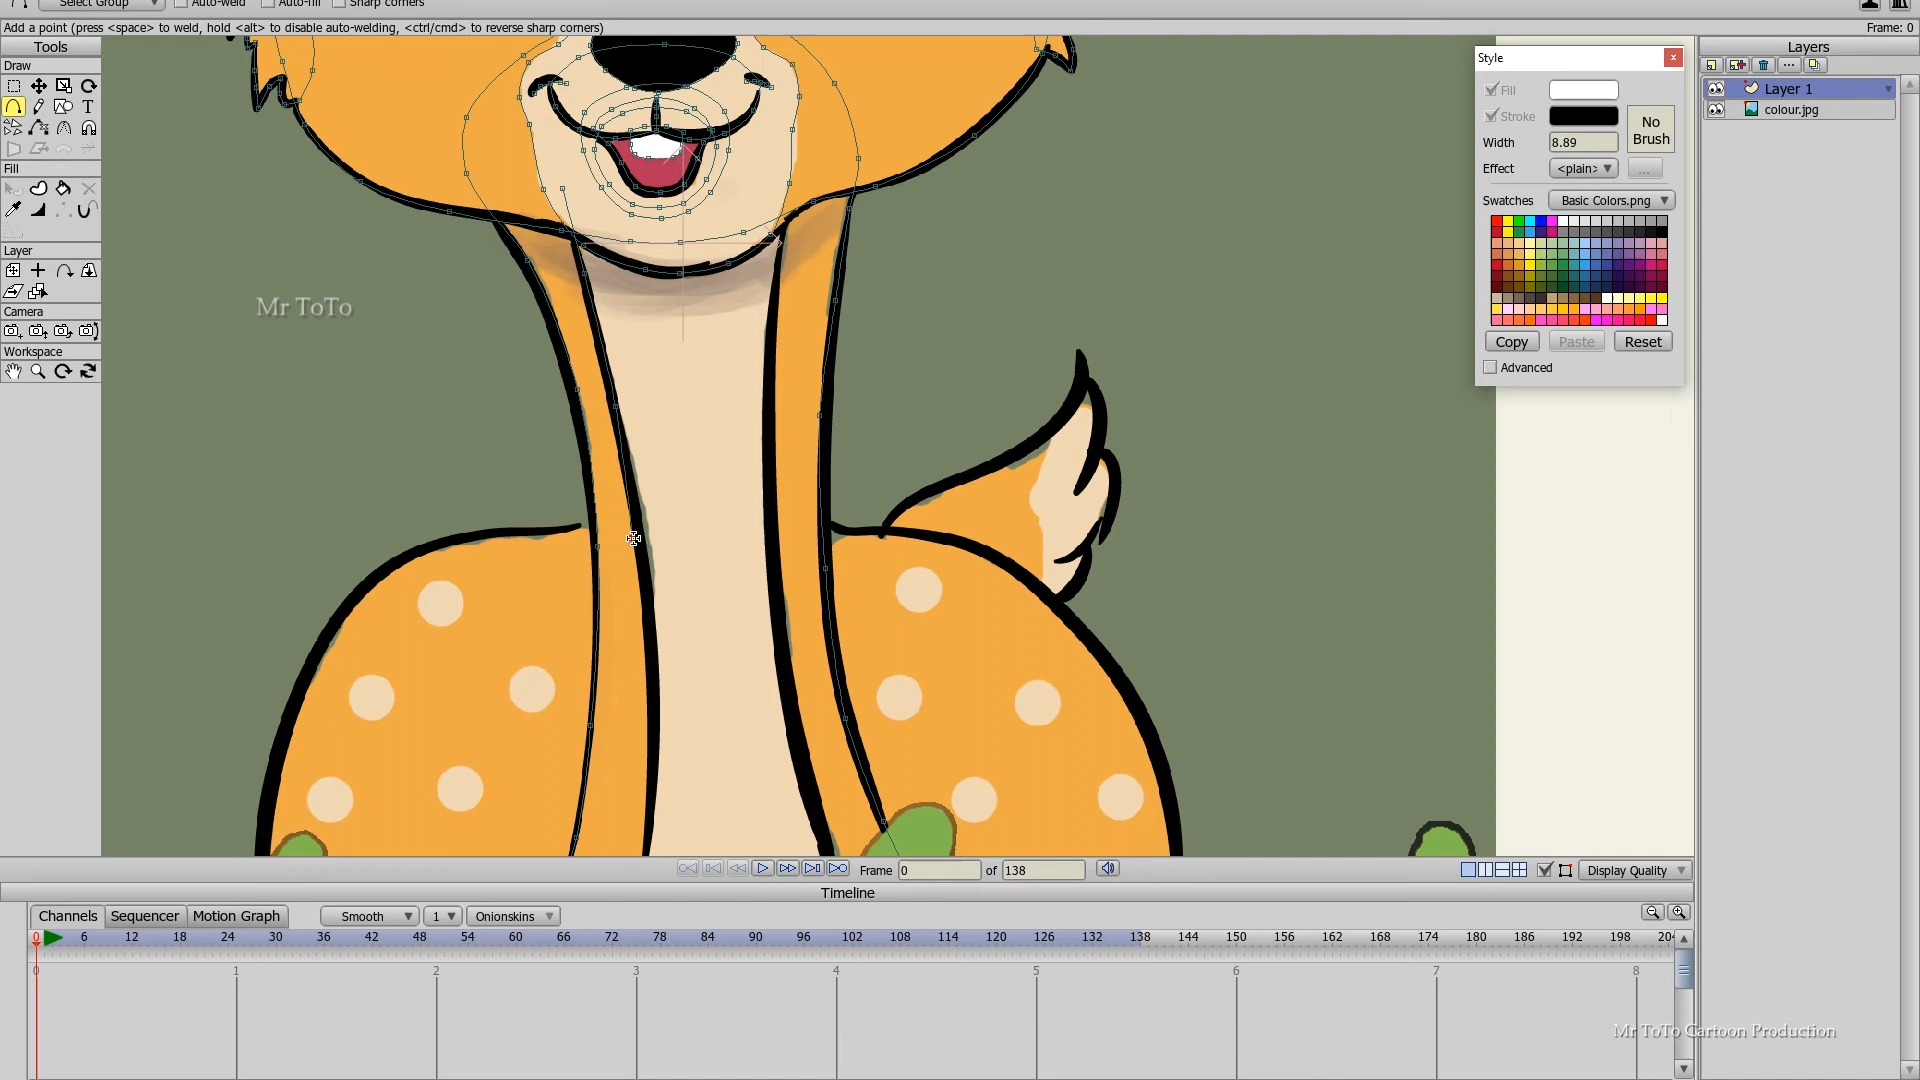 Select Group
Auto-weld
Auto-fill
Sharp corners
Add a point (press <space> to weld, hold <alt> to disable auto-welding, <ctrl/cmd> to reverse sharp corners)
Frame: 0
Tools
Draw
T
Fill
Layer
Camera
Workspace
Mr ToTo
Style
Fill
Stroke
No
Brush
Width
8.89
Effect
<plain>
...
Swatches
Basic Colors.png
Copy
Paste
Reset
Advanced
Layers
Layer 1
colour.jpg
Frame
0
of
138
Display Quality
Timeline
Channels
Sequencer
Motion Graph
Smooth
1
Onionskins
0 6 12 18 24 30 36 42 48 54 60 66 72 78 84 90 96 102 108 114 120 126 132 138 144 150 156 162 168 174 180 186 192 198 204
0 1 2 3 4 5 6 7 8
Mr ToTo Cartoon Production